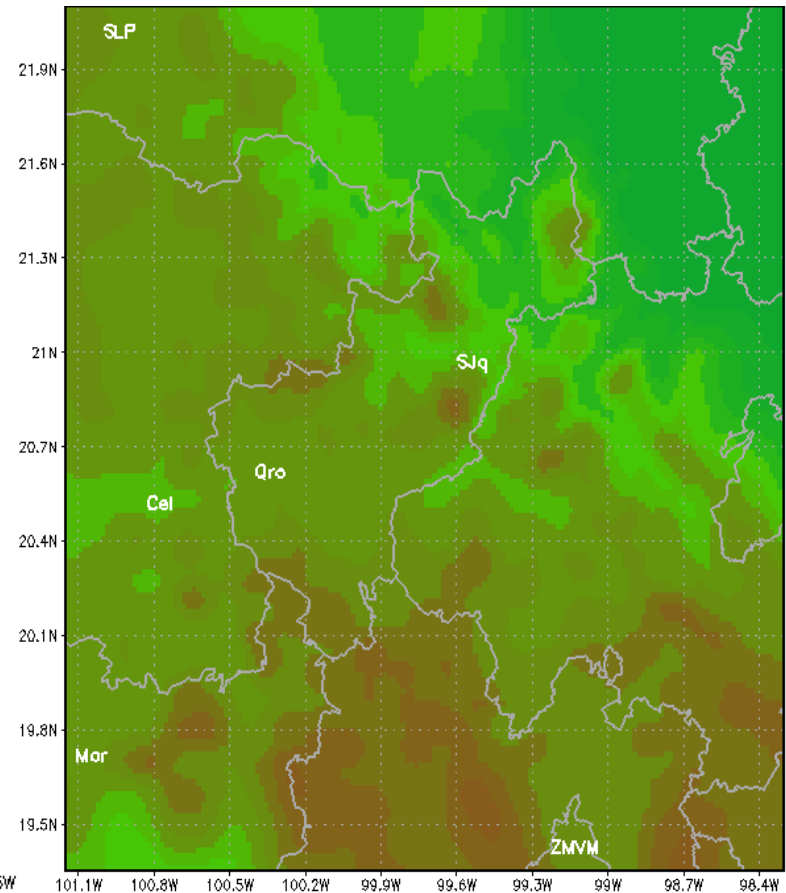 SLP
21.9N
21.6N
21.3N
21N
SJq
20.7N
Qro
Cel
20.4N
20.1N
19.8N
Mor
19.5N
ZMVM
W 101.1W 100.8W 100.5W 100.2W 99.9W 99.6W 99.3W 99W 98.7W 98.4W